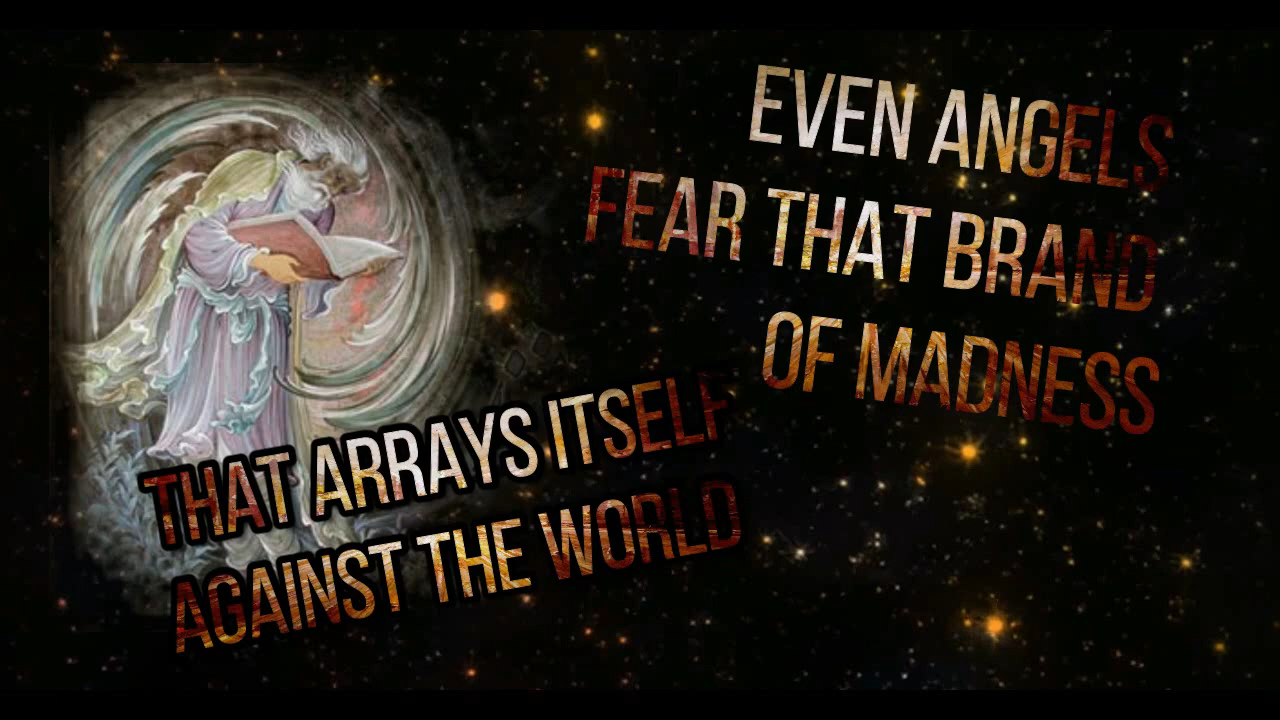 EVEN ANGELS
FEAR THAT BRAND
OF MADNESS
THAT ARRAYS ITSELF
AGAINST THE WORLD